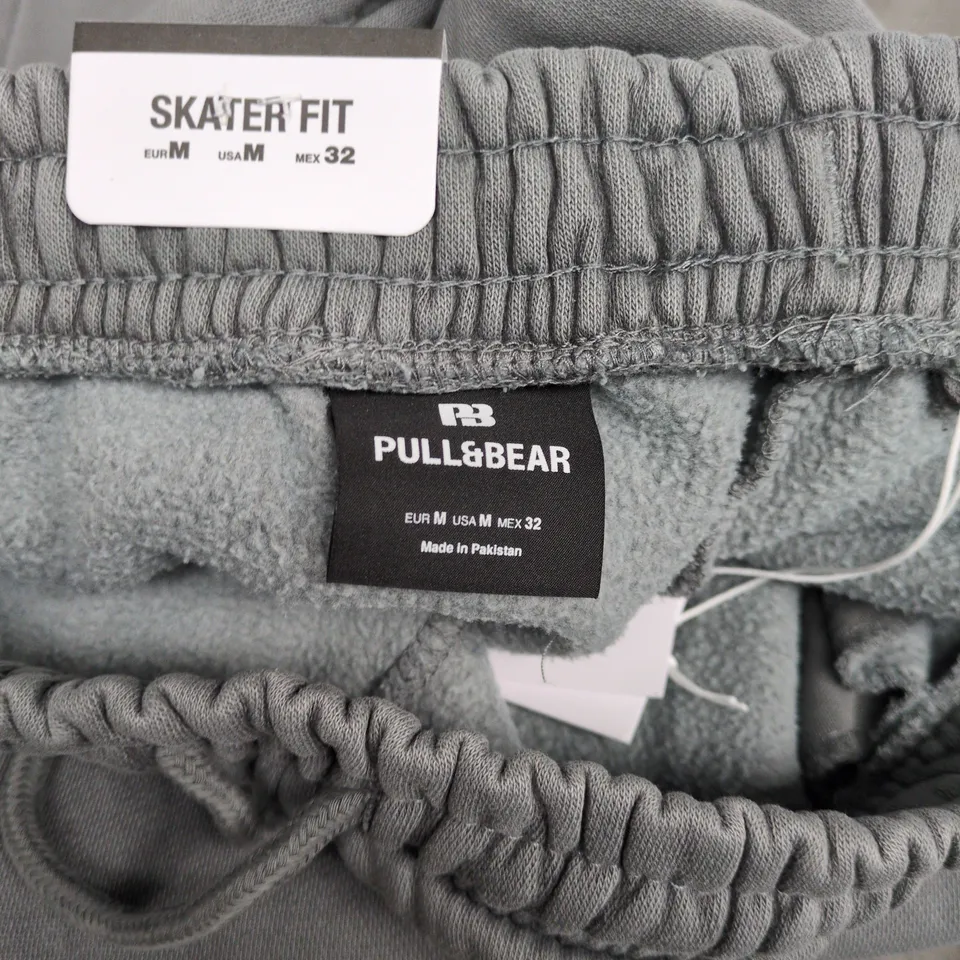 SKATER FIT
EUR M USA M MEX 32
PB
PULL&BEAR
EUR M USA M MEX 32
Made in Pakistan